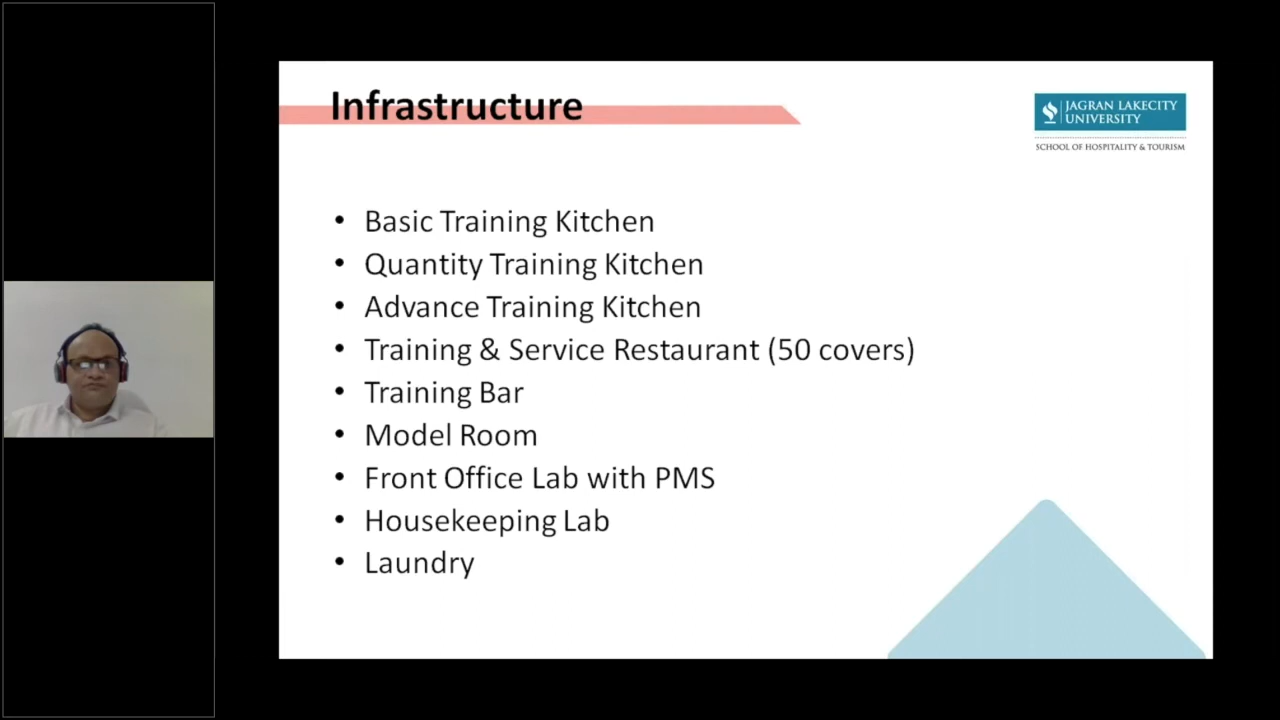 Infrastructure
JAGRAN LAKECITY
UNIVERSITY
SCHOOL OF HOSPITALITY & TOURISM
• Basic Training Kitchen
• Quantity Training Kitchen
• Advance Training Kitchen
• Training & Service Restaurant (50 covers)
• Training Bar
• Model Room
• Front Office Lab with PMS
• Housekeeping Lab
• Laundry